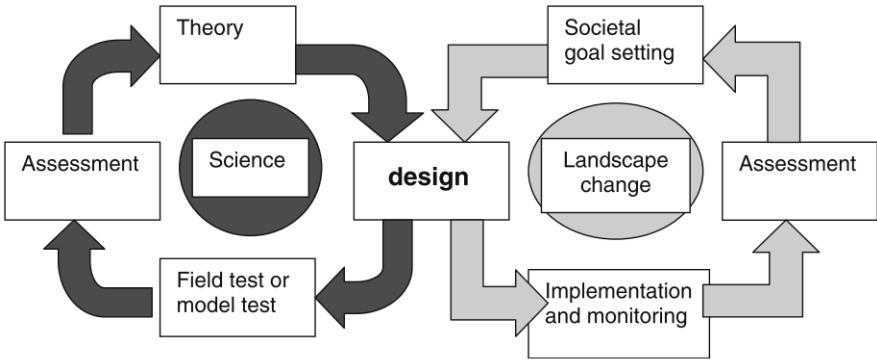 Theory
Societal
goal setting
Assessment
Science
design
Landscape
change
Assessment
Field test or
model test
Implementation
and monitoring